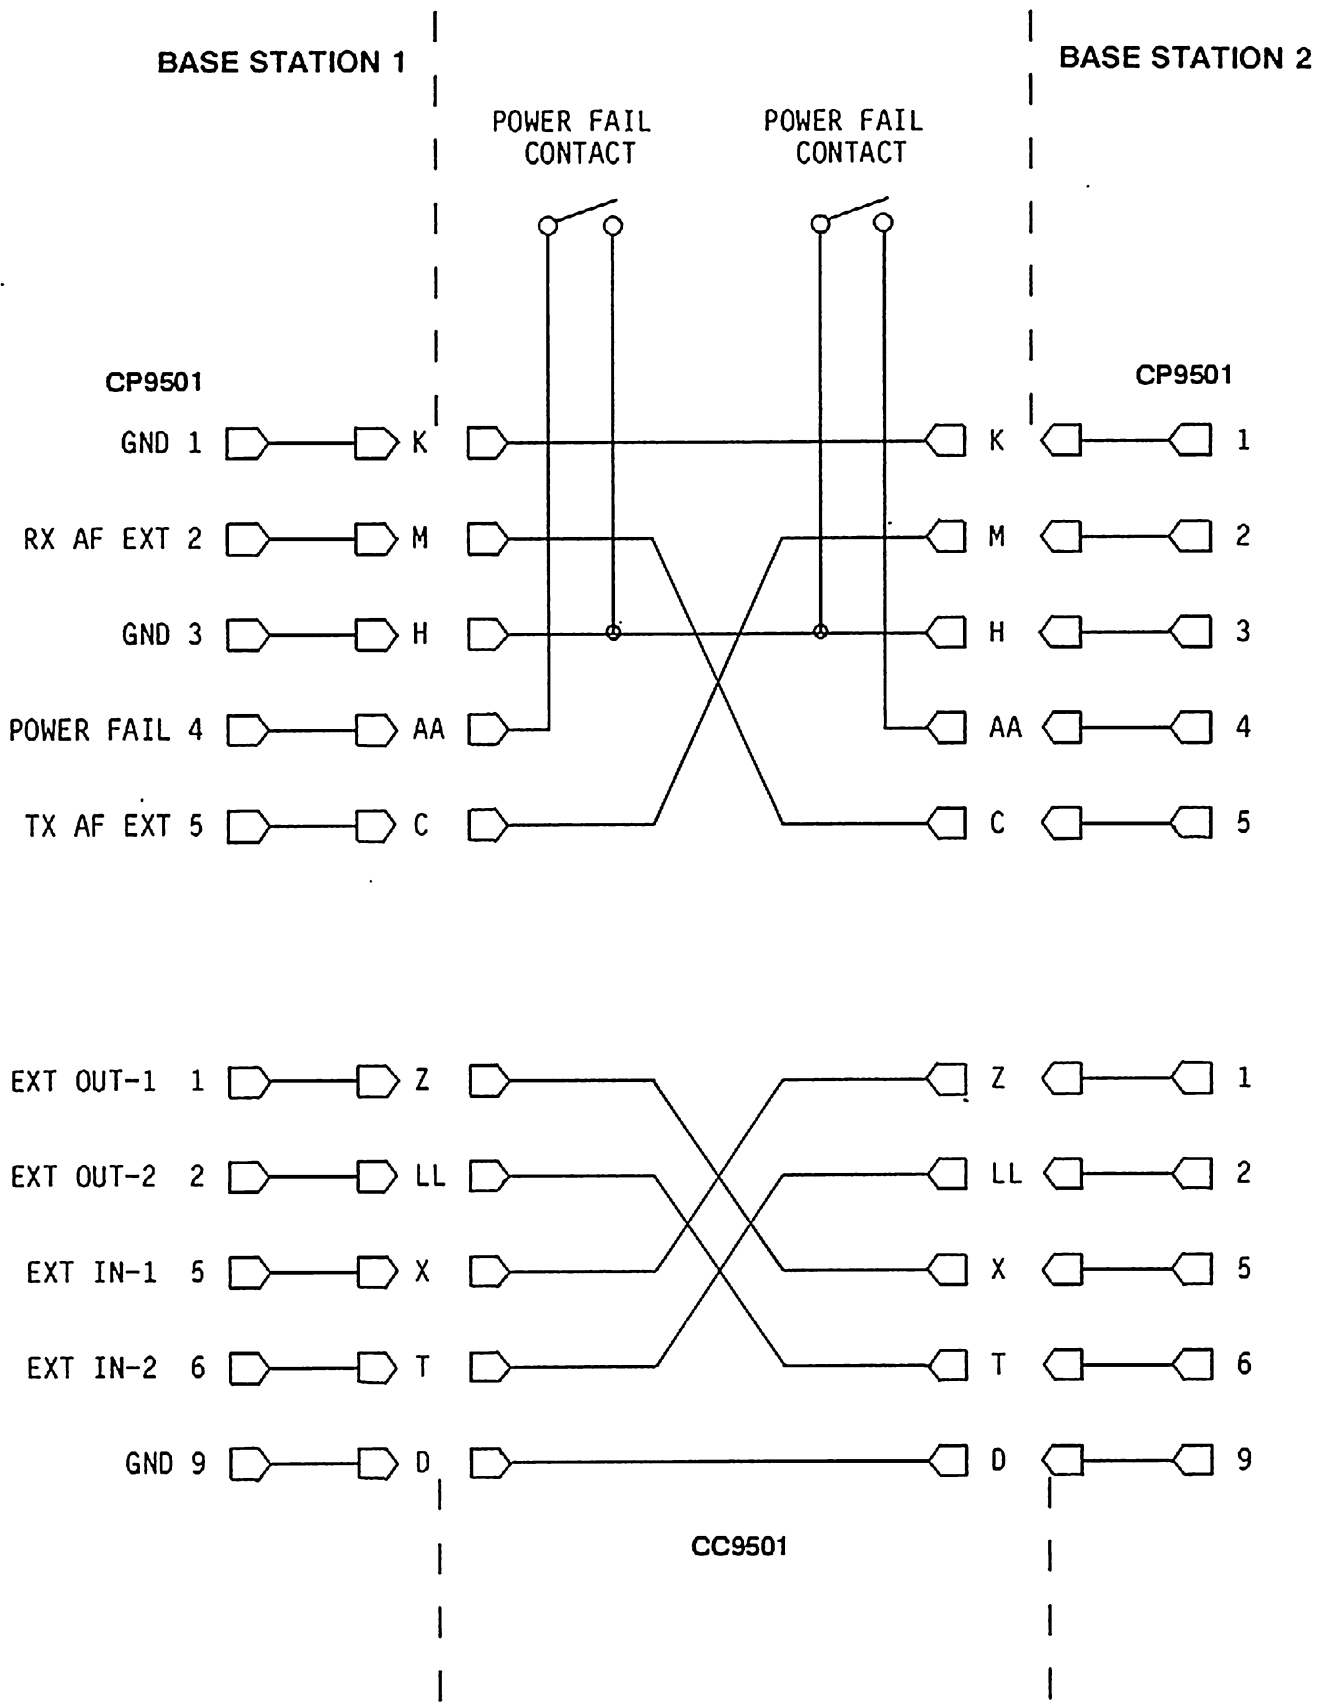 BASE STATION 1
BASE STATION 2
POWER FAIL CONTACT
POWER FAIL CONTACT
CP9501
CP9501
GND 1 K K 1
RX AF EXT 2 M M 2
GND 3 H H 3
POWER FAIL 4 AA AA 4
TX AF EXT 5 C C 5
EXT OUT-1 1 Z Z 1
EXT OUT-2 2 LL LL 2
EXT IN-1 5 X X 5
EXT IN-2 6 T T 6
GND 9 D D 9
CC9501